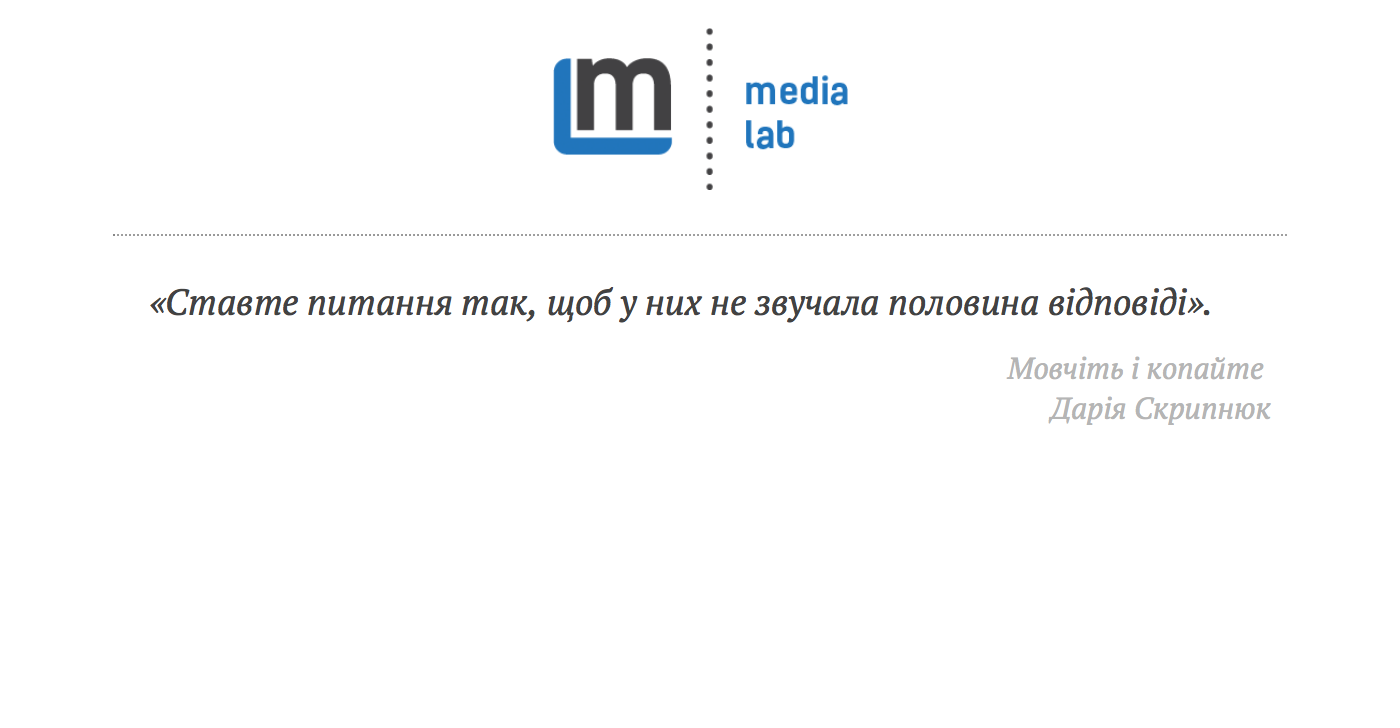 m
media
lab
«Ставте питання так, щоб у них не звучала половина відповіді».
Мовчіть і копайте
Дарія Скрипнюк